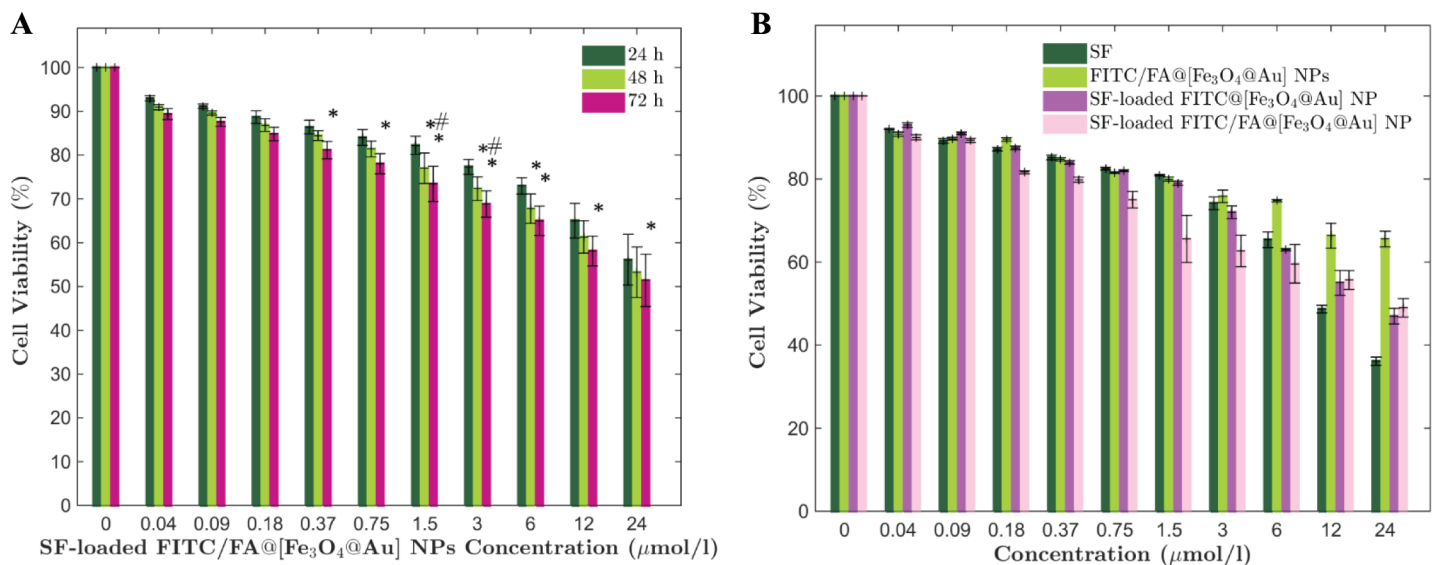 A
24 h
48 h
72 h
Cell Viability (%)
100
90
80
70
60
50
40
30
20
10
0
*
*
*#
*
*#
*
*
*
*
*
0 0.04 0.09 0.18 0.37 0.75 1.5 3 6 12 24
SF-loaded FITC/FA@[Fe₃O₄@Au] NPs Concentration (μmol/l)
B
SF
FITC/FA@[Fe₃O₄@Au] NPs
SF-loaded FITC@[Fe₃O₄@Au] NP
SF-loaded FITC/FA@[Fe₃O₄@Au] NP
Cell Viability (%)
100
80
60
40
20
0
0 0.04 0.09 0.18 0.37 0.75 1.5 3 6 12 24
Concentration (μmol/l)